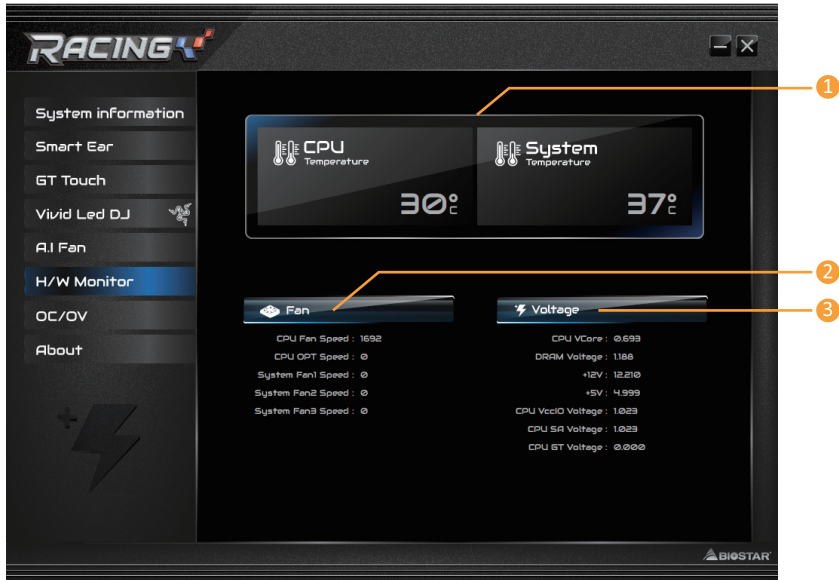 RACING
System information
Smart Ear
GT Touch
Vivid Led DJ
A.I Fan
H/W Monitor
OC/OV
About
CPU
Temperature
30°C
System
Temperature
37°C
1
2
3
Fan
CPU Fan Speed : 1692
CPU OPT Speed : 0
System Fan1 Speed : 0
System Fan2 Speed : 0
System Fan3 Speed : 0
Voltage
CPU VCore : 0.693
DRAM Voltage : 1.188
+12V : 12.210
+5V : 4.999
CPU VccIO Voltage : 1.023
CPU SA Voltage : 1.023
CPU GT Voltage : 0.000
BIOSTAR